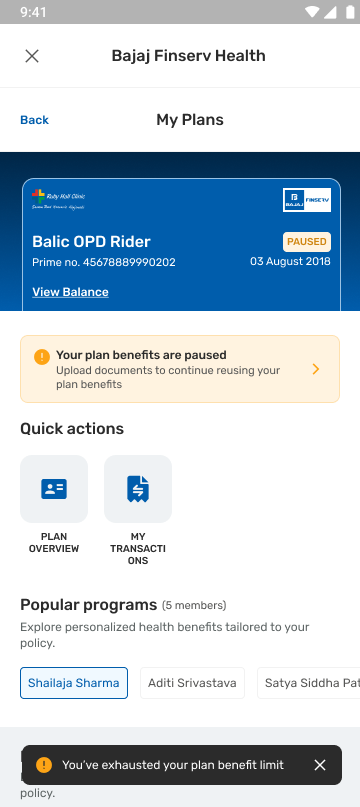 9:41
Bajaj Finserv Health
Back
My Plans
Ruby Hall Clinic
BAJAJ FINSERV
Balic OPD Rider
PAUSED
Prime no. 45678889990202
03 August 2018
View Balance
Your plan benefits are paused
Upload documents to continue reusing your
plan benefits
Quick actions
PLAN
OVERVIEW
MY
TRANSACTI
ONS
Popular programs (5 members)
Explore personalized health benefits tailored to your
policy.
Shailaja Sharma
Aditi Srivastava
Satya Siddha Pat
You've exhausted your plan benefit limit
policy.